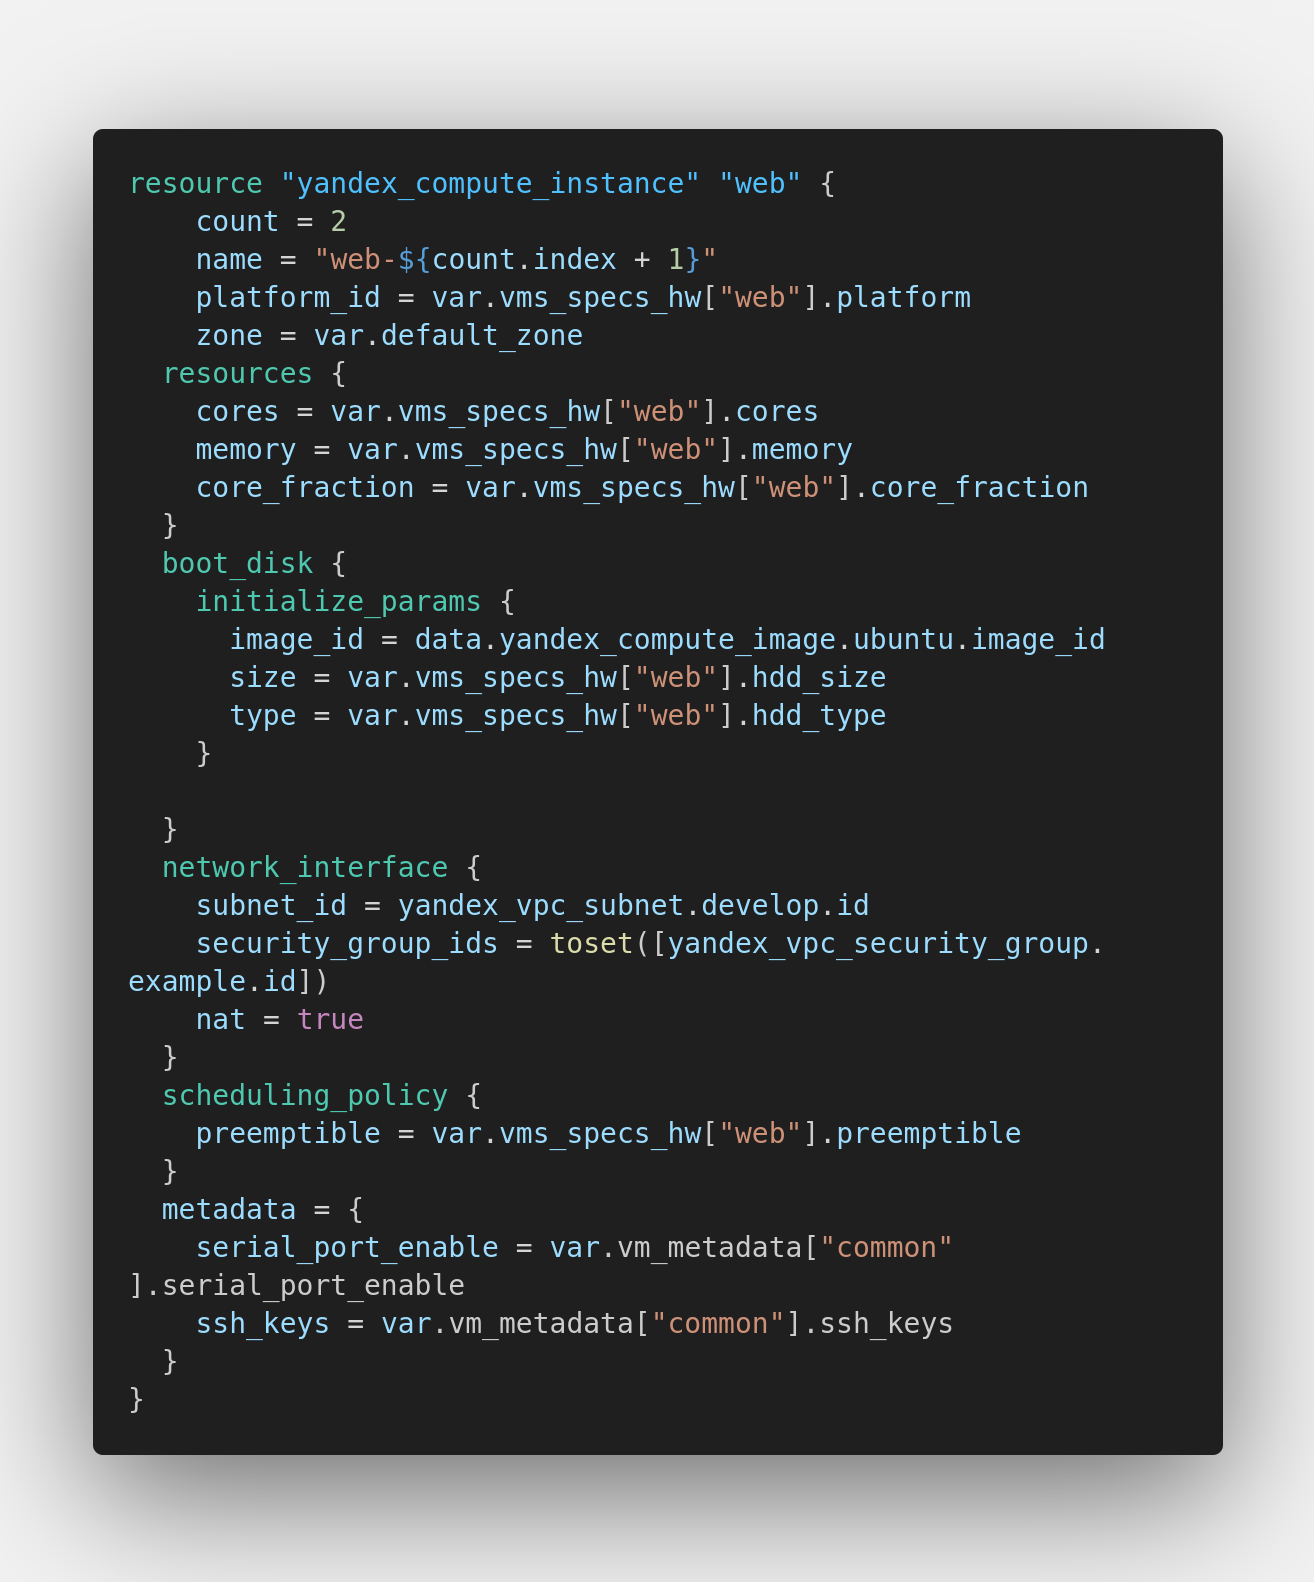 resource "yandex_compute_instance" "web" {
    count = 2
    name = "web-${count.index + 1}"
    platform_id = var.vms_specs_hw["web"].platform
    zone = var.default_zone
  resources {
    cores = var.vms_specs_hw["web"].cores
    memory = var.vms_specs_hw["web"].memory
    core_fraction = var.vms_specs_hw["web"].core_fraction
  }
  boot_disk {
    initialize_params {
      image_id = data.yandex_compute_image.ubuntu.image_id
      size = var.vms_specs_hw["web"].hdd_size
      type = var.vms_specs_hw["web"].hdd_type
    }

  }
  network_interface {
    subnet_id = yandex_vpc_subnet.develop.id
    security_group_ids = toset([yandex_vpc_security_group.
example.id])
    nat = true
  }
  scheduling_policy {
    preemptible = var.vms_specs_hw["web"].preemptible
  }
  metadata = {
    serial_port_enable = var.vm_metadata["common"
].serial_port_enable
    ssh_keys = var.vm_metadata["common"].ssh_keys
  }
}